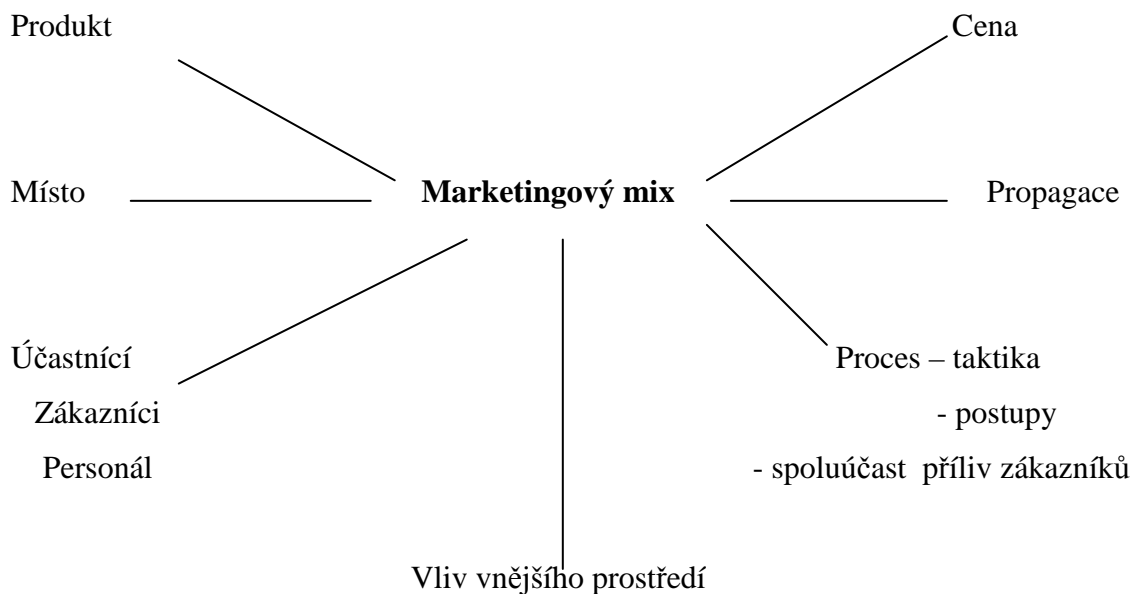 Produkt
Cena
Místo
Marketingový mix
Propagace
Účastnící
Proces – taktika
Zákazníci
- postupy
Personál
- spoluúčast příliv zákazníků
Vliv vnějšího prostředí